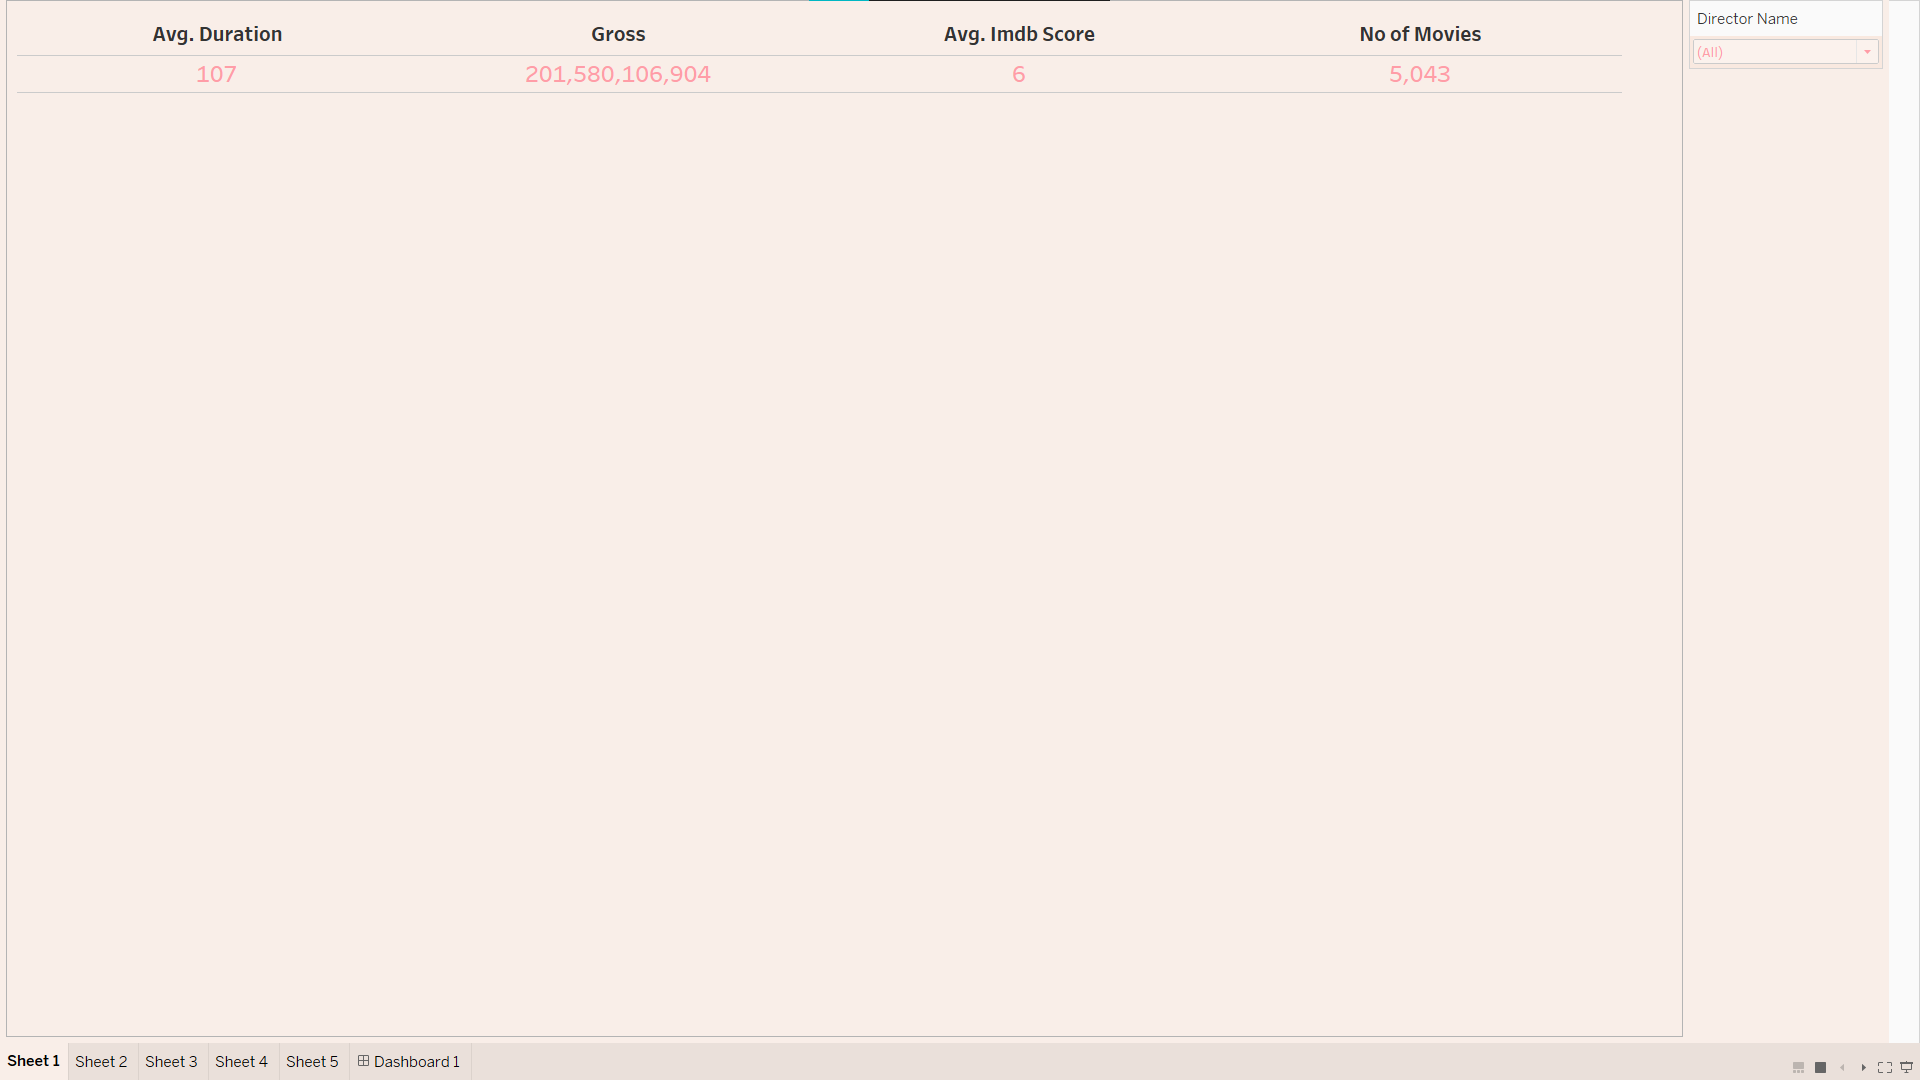 Avg. Duration Gross Avg. Imdb Score No of Movies
107 201,580,106,904 6 5,043
Director Name
(All)
Sheet 1 Sheet 2 Sheet 3 Sheet 4 Sheet 5 Dashboard 1